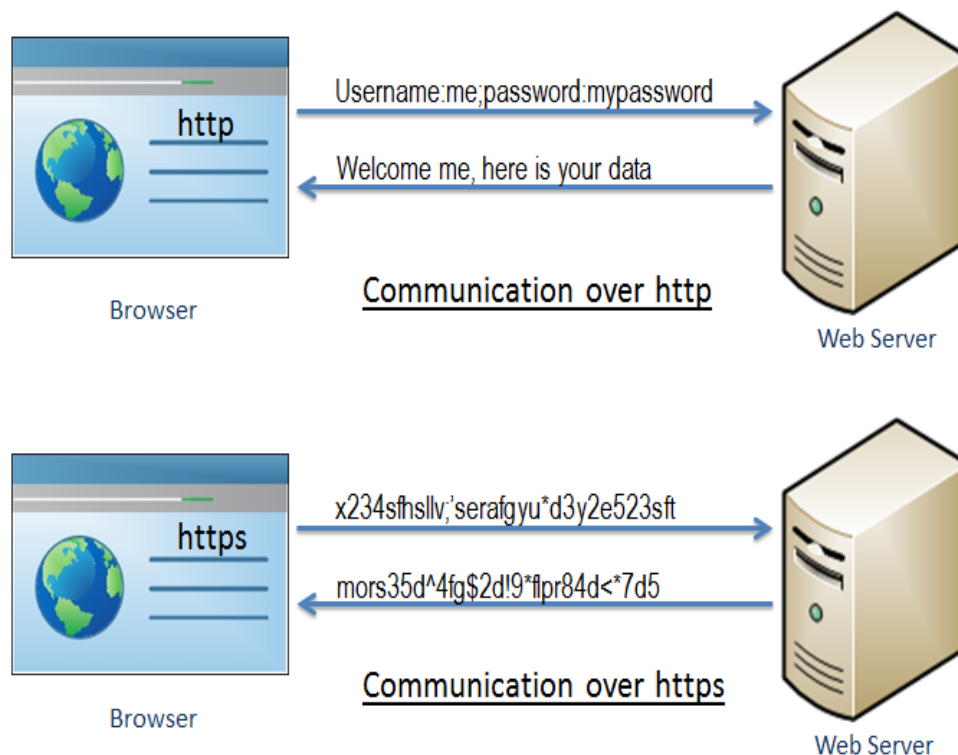 http
Username:me;password:mypassword
Welcome me, here is your data
Communication over http
Browser
Web Server
https
x234sfhsllv;’serafgyu*d3y2e523sft
mors35d^4fg$2d!9*flpr84d<*7d5
Communication over https
Browser
Web Server